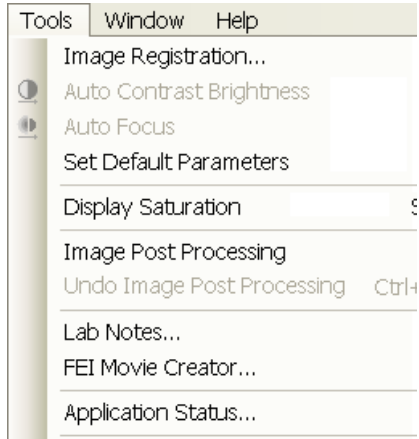 Tools Window Help
Image Registration...
Auto Contrast Brightness
Auto Focus
Set Default Parameters
Display Saturation
Image Post Processing
Undo Image Post Processing Ctrl+
Lab Notes...
FEI Movie Creator...
Application Status...